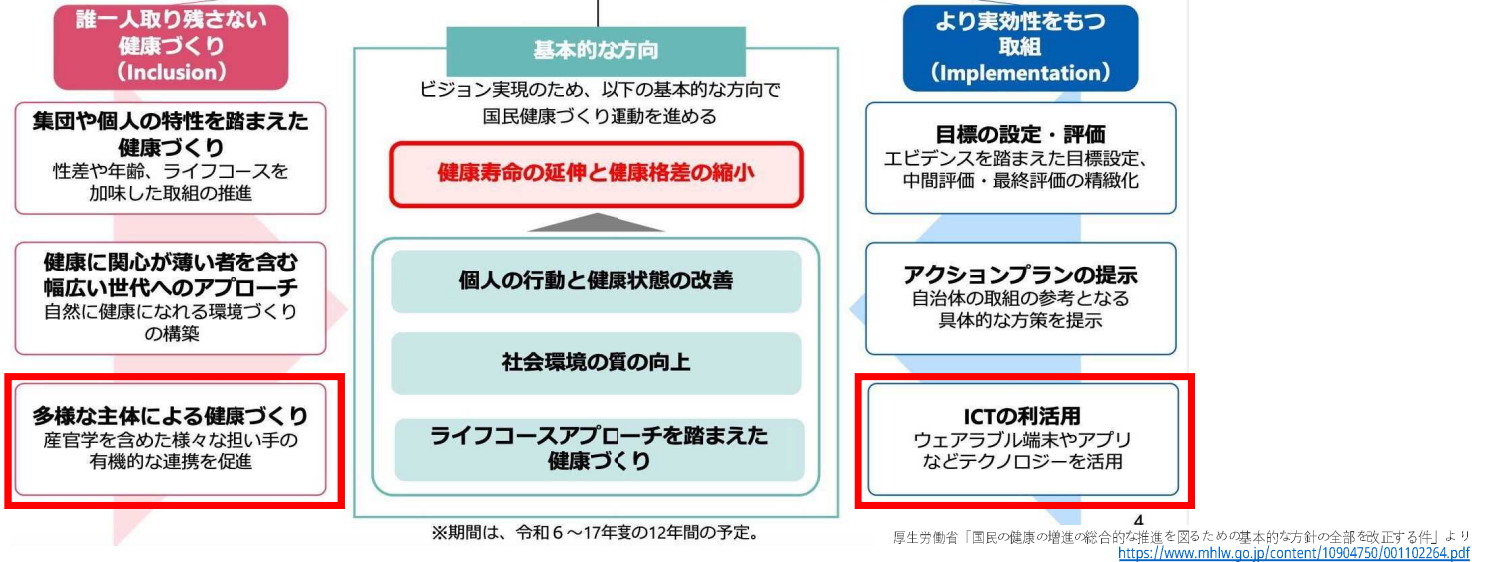 誰一人取り残さない
健康づくり
（Inclusion）
集団や個人の特性を踏まえた
健康づくり
性差や年齢、ライフコースを
加味した取組の推進
健康に関心が薄い者を含む
幅広い世代へのアプローチ
自然に健康になれる環境づくり
の構築
多様な主体による健康づくり
産官学を含めた様々な担い手の
有機的な連携を促進
基本的な方向
ビジョン実現のため、以下の基本的な方向で
国民健康づくり運動を進める
健康寿命の延伸と健康格差の縮小
個人の行動と健康状態の改善
社会環境の質の向上
ライフコースアプローチを踏まえた
健康づくり
※期間は、令和６～17年度の12年間の予定。
より実効性をもつ
取組
（Implementation）
目標の設定・評価
エビデンスを踏まえた目標設定、
中間評価・最終評価の精緻化
アクションプランの提示
自治体の取組の参考となる
具体的な方策を提示
ICTの利活用
ウェアラブル端末やアプリ
などテクノロジーを活用
4
厚生労働省「国民の健康の増進の総合的な推進を図るための基本的な方針の全部を改正する件」より
https://www.mhlw.go.jp/content/10904750/001102264.pdf